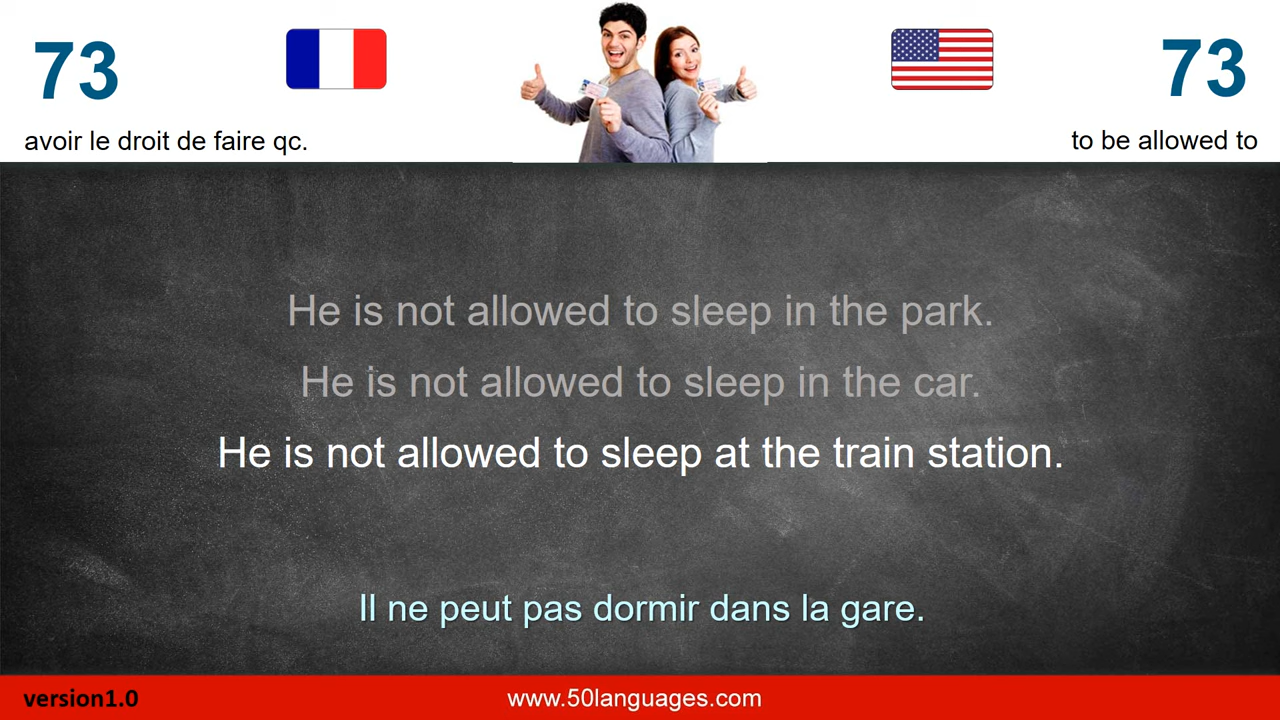 73
73
avoir le droit de faire qc.
to be allowed to
He is not allowed to sleep in the park.
He is not allowed to sleep in the car.
He is not allowed to sleep at the train station.
Il ne peut pas dormir dans la gare.
version1.0
www.50languages.com